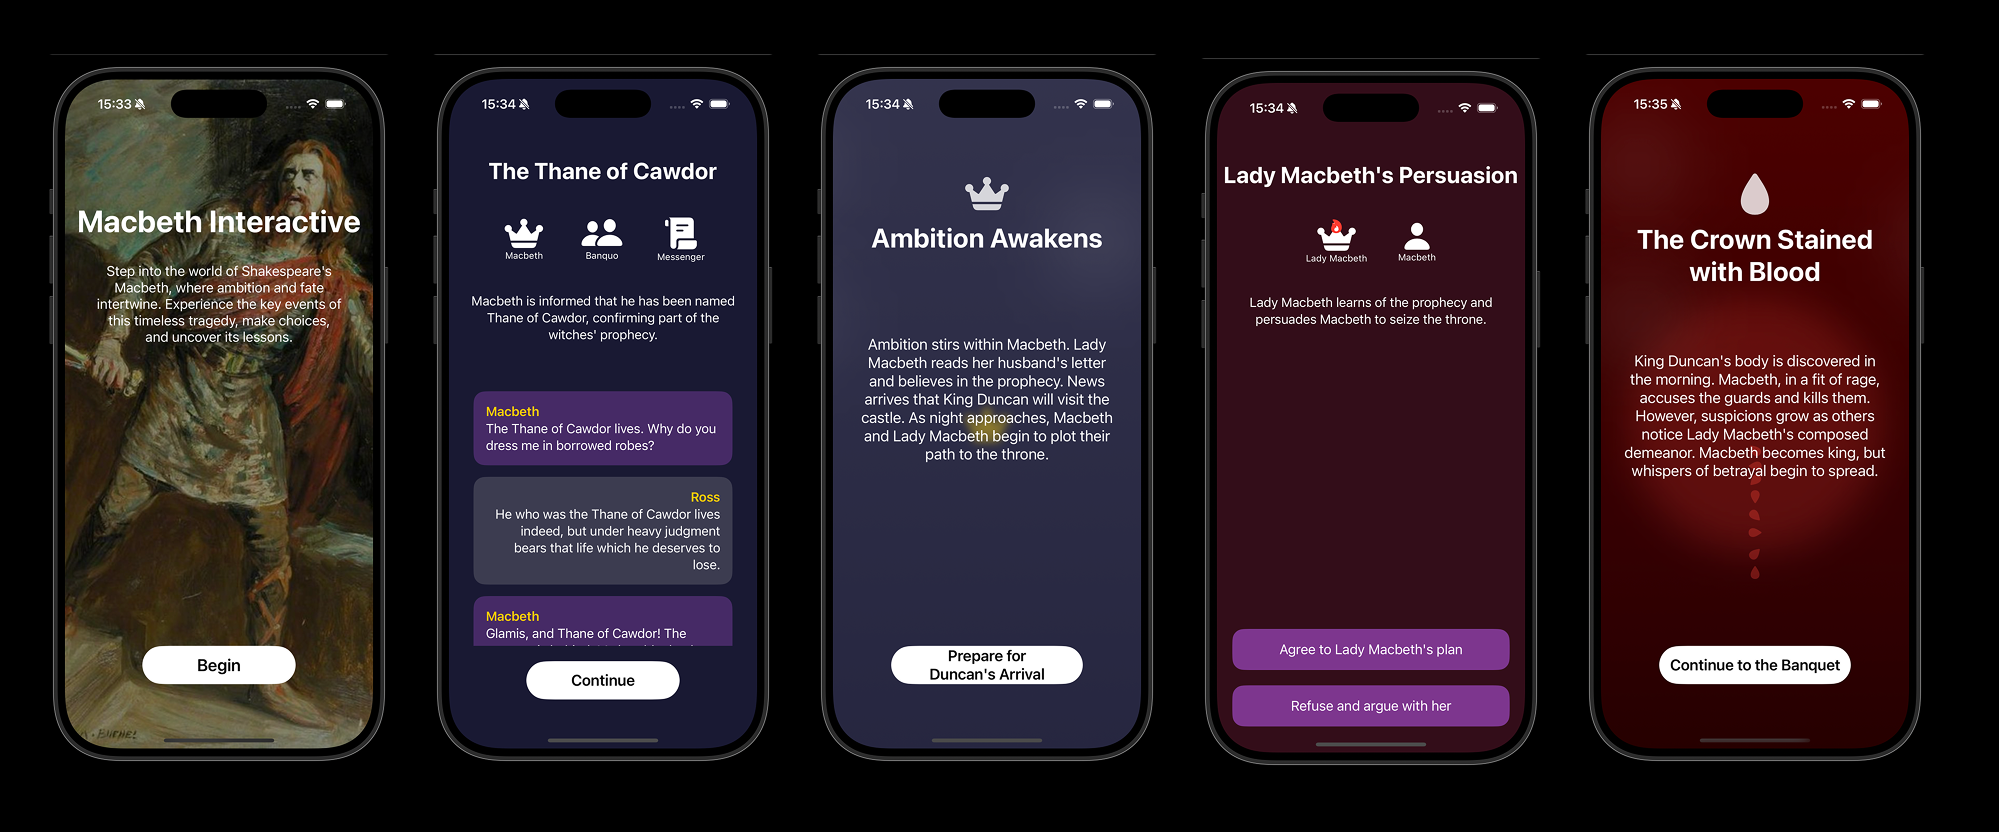 15:33
Macbeth Interactive
Step into the world of Shakespeare's
Macbeth, where ambition and fate
intertwine. Experience the key events of
this timeless tragedy, make choices,
and uncover its lessons.
Begin
15:34
The Thane of Cawdor
Macbeth
Banquo
Messenger
Macbeth is informed that he has been named
Thane of Cawdor, confirming part of the
witches' prophecy.
Macbeth
The Thane of Cawdor lives. Why do you
dress me in borrowed robes?
Ross
He who was the Thane of Cawdor lives
indeed, but under heavy judgment
bears that life which he deserves to
lose.
Macbeth
Glamis, and Thane of Cawdor! The
Continue
15:34
Ambition Awakens
Ambition stirs within Macbeth. Lady
Macbeth reads her husband's letter
and believes in the prophecy. News
arrives that King Duncan will visit the
castle. As night approaches, Macbeth
and Lady Macbeth begin to plot their
path to the throne.
Prepare for
Duncan's Arrival
15:34
Lady Macbeth's Persuasion
Lady Macbeth
Macbeth
Lady Macbeth learns of the prophecy and
persuades Macbeth to seize the throne.
Agree to Lady Macbeth's plan
Refuse and argue with her
15:35
The Crown Stained
with Blood
King Duncan's body is discovered in
the morning. Macbeth, in a fit of rage,
accuses the guards and kills them.
However, suspicions grow as others
notice Lady Macbeth's composed
demeanor. Macbeth becomes king, but
whispers of betrayal begin to spread.
Continue to the Banquet